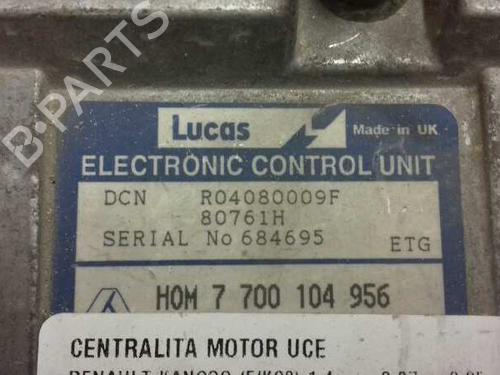 Lucas
Made in UK
ELECTRONIC CONTROL UNIT
DCN R04080009F
80761H
SERIAL No 684695 ETG
HOM 7 700 104 956
CENTRALITA MOTOR UCE
B-PARTS